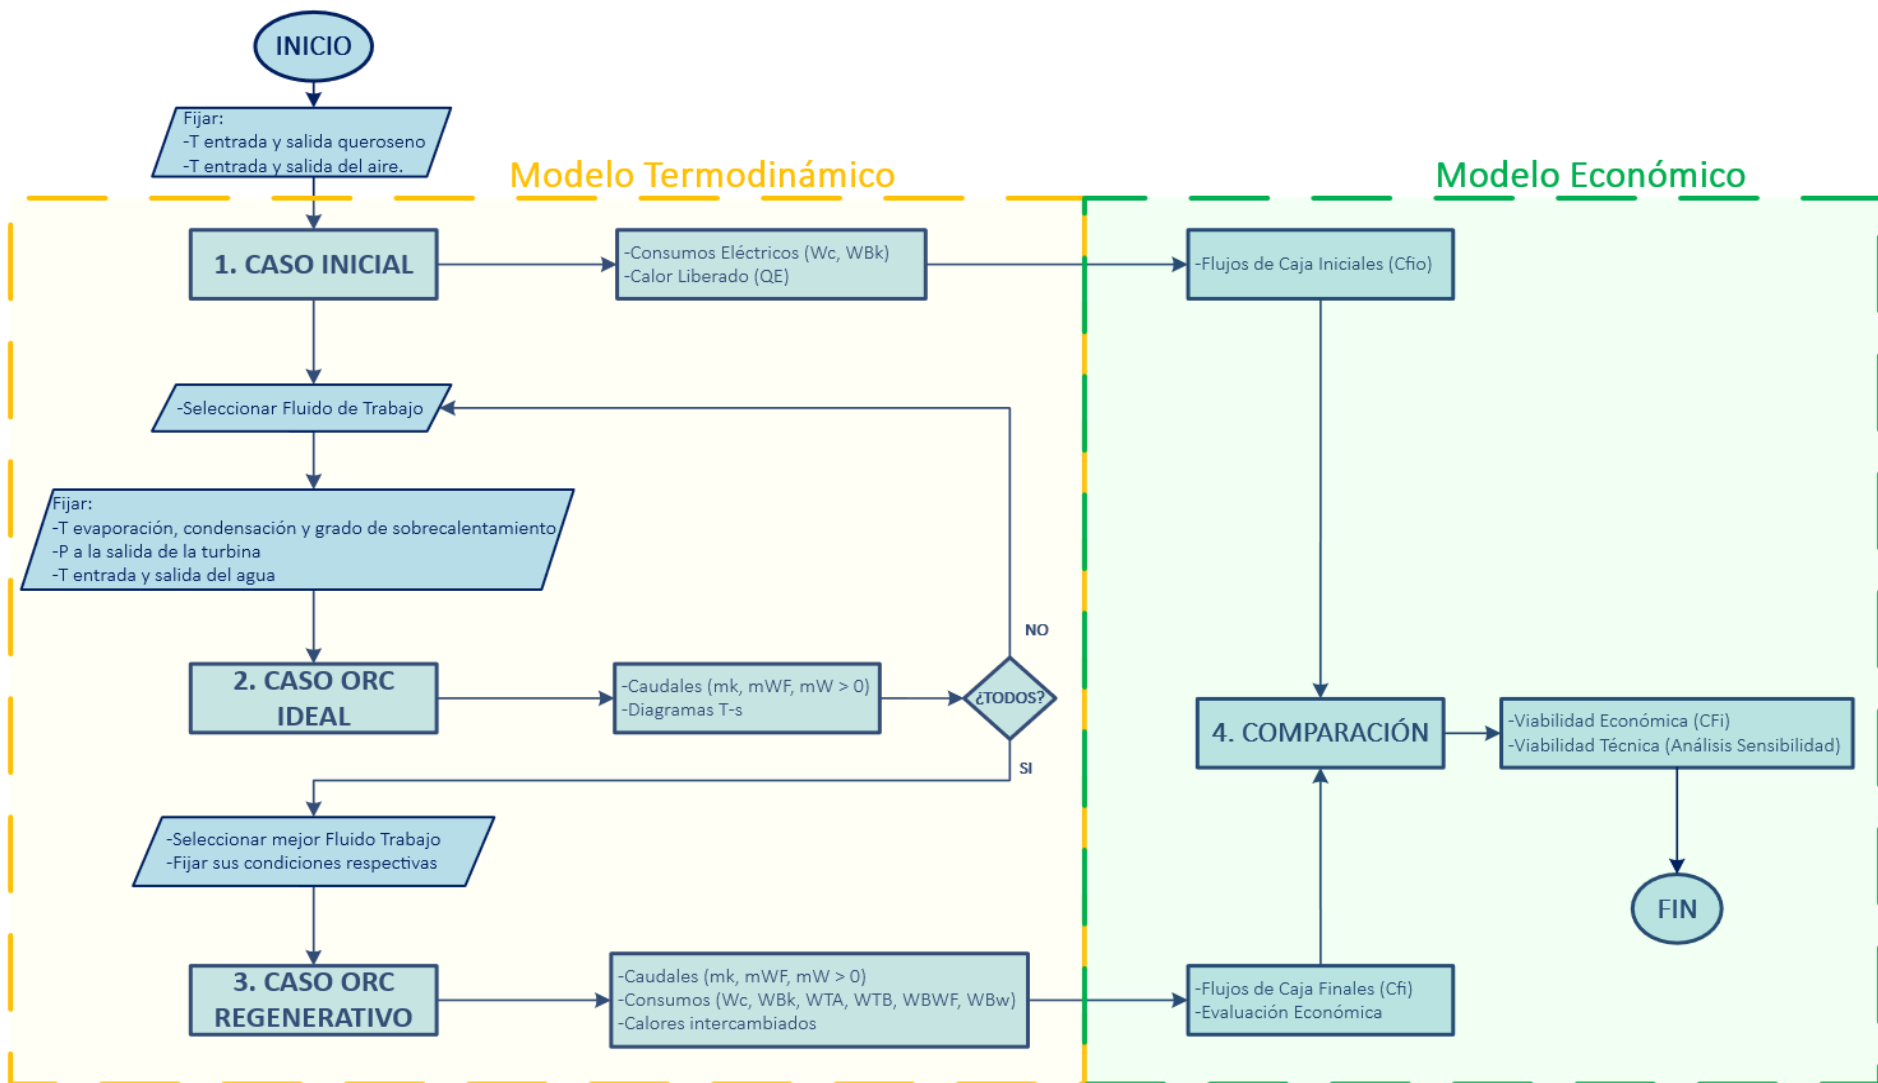 INICIO
Fijar:
-T entrada y salida queroseno
-T entrada y salida del aire.
Modelo Termodinámico
Modelo Económico
1. CASO INICIAL
-Consumos Eléctricos (Wc, WBk)
-Calor Liberado (QE)
-Flujos de Caja Iniciales (Cfio)
-Seleccionar Fluido de Trabajo
Fijar:
-T evaporación, condensación y grado de sobrecalentamiento
-P a la salida de la turbina
-T entrada y salida del agua
NO
2. CASO ORC
IDEAL
-Caudales (mk, mWF, mW > 0)
-Diagramas T-s
¿TODOS?
SI
4. COMPARACIÓN
-Viabilidad Económica (CFi)
-Viabilidad Técnica (Análisis Sensibilidad)
-Seleccionar mejor Fluido Trabajo
-Fijar sus condiciones respectivas
FIN
3. CASO ORC
REGENERATIVO
-Caudales (mk, mWF, mW > 0)
-Consumos (Wc, WBk, WTA, WTB, WBWF, WBw)
-Calores intercambiados
-Flujos de Caja Finales (Cfi)
-Evaluación Económica